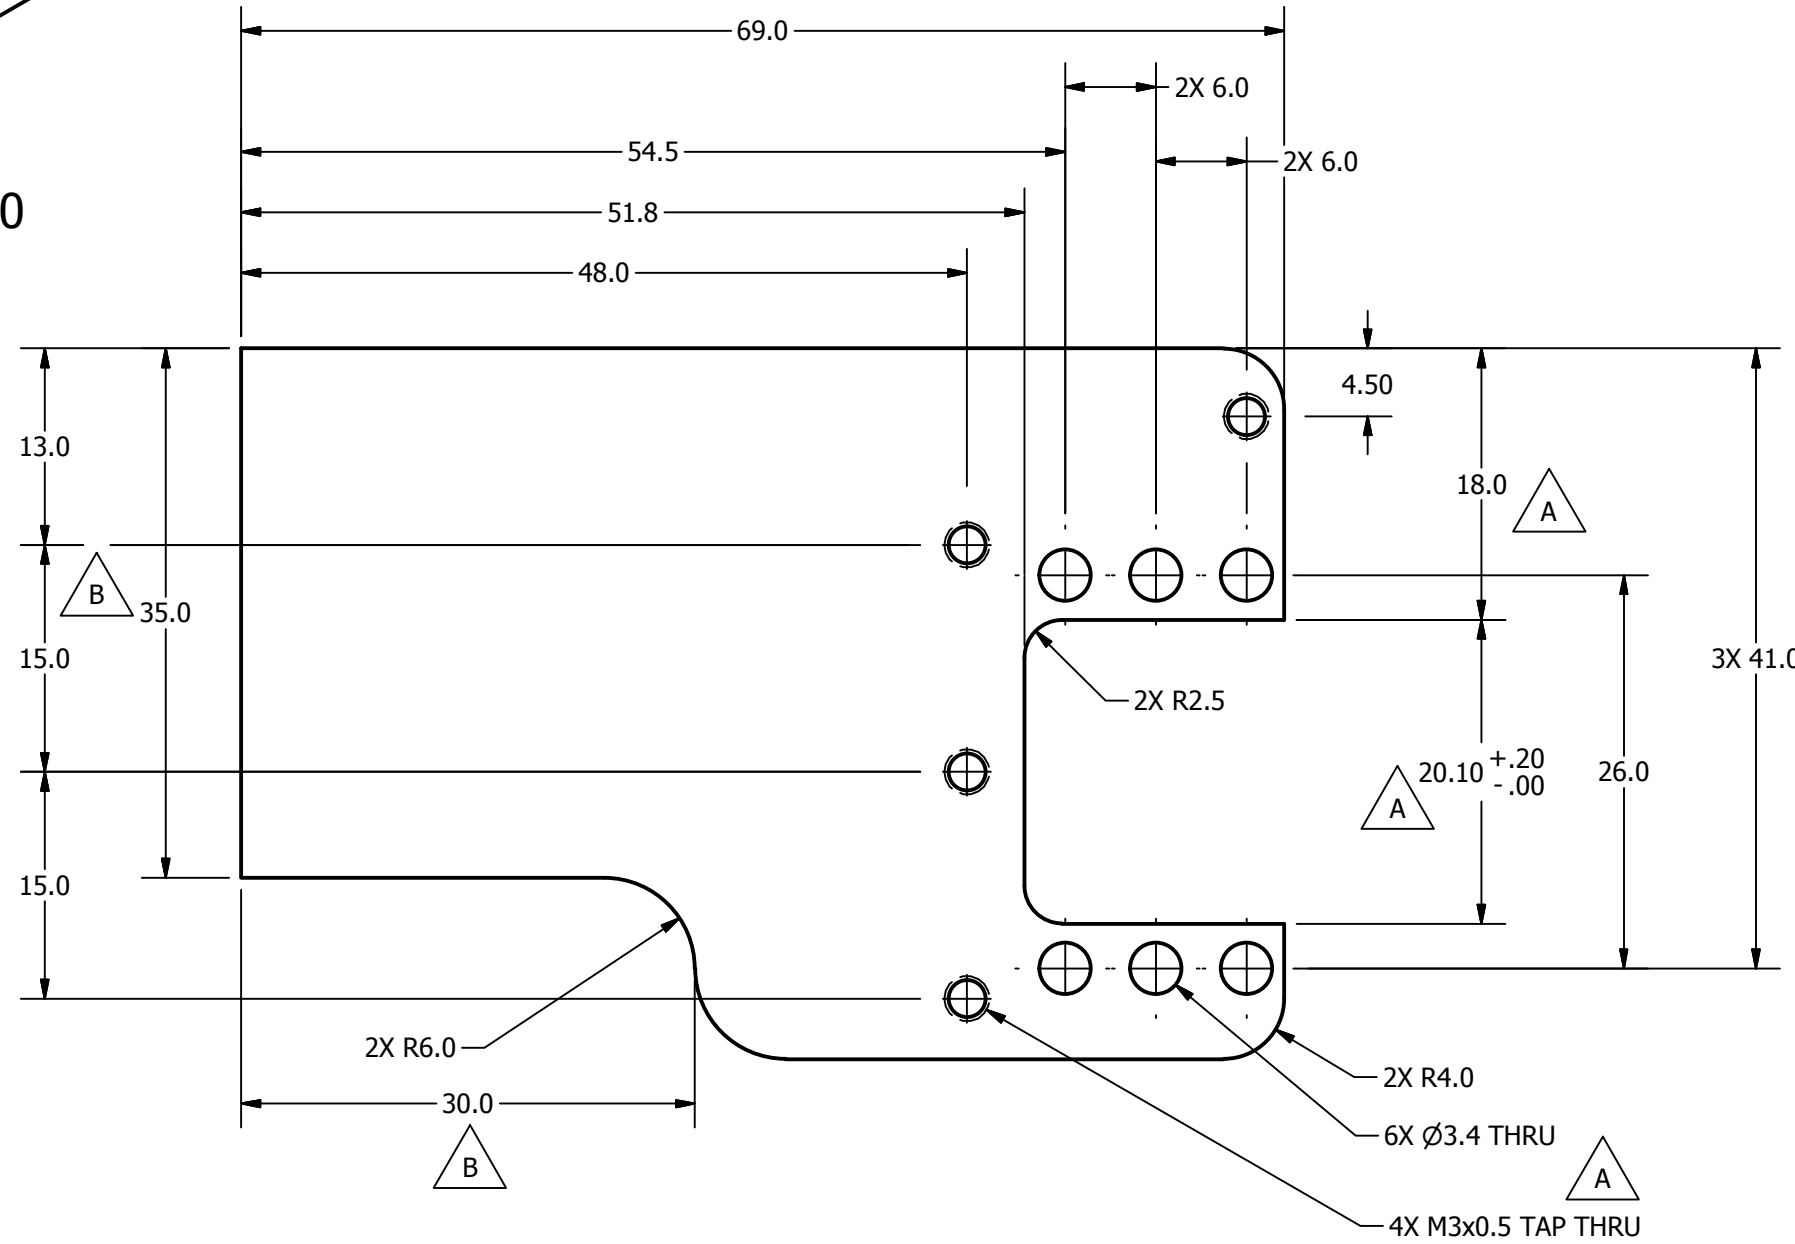 69.0
2X 6.0
54.5
2X 6.0
0
51.8
48.0
4.50
13.0
18.0
A
B
35.0
15.0
3X 41.0
2X R2.5
20.10 +.20
-.00
26.0
A
15.0
2X R6.0
2X R4.0
30.0
6X Ø3.4 THRU
B
A
4X M3x0.5 TAP THRU